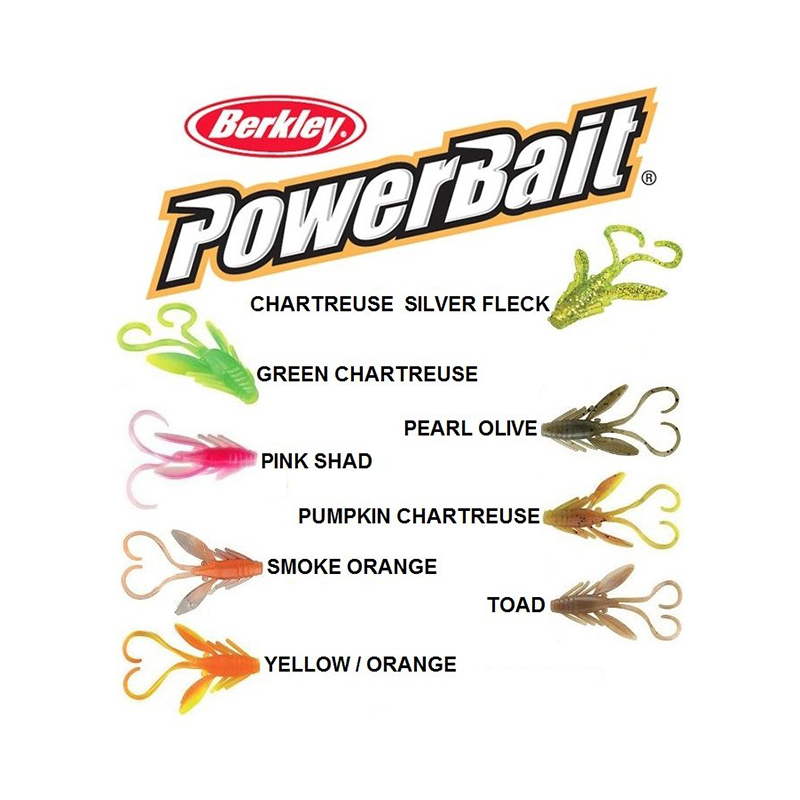 Berkley®
PowerBait®
CHARTREUSE SILVER FLECK
GREEN CHARTREUSE
PEARL OLIVE
PINK SHAD
PUMPKIN CHARTREUSE
SMOKE ORANGE
TOAD
YELLOW / ORANGE